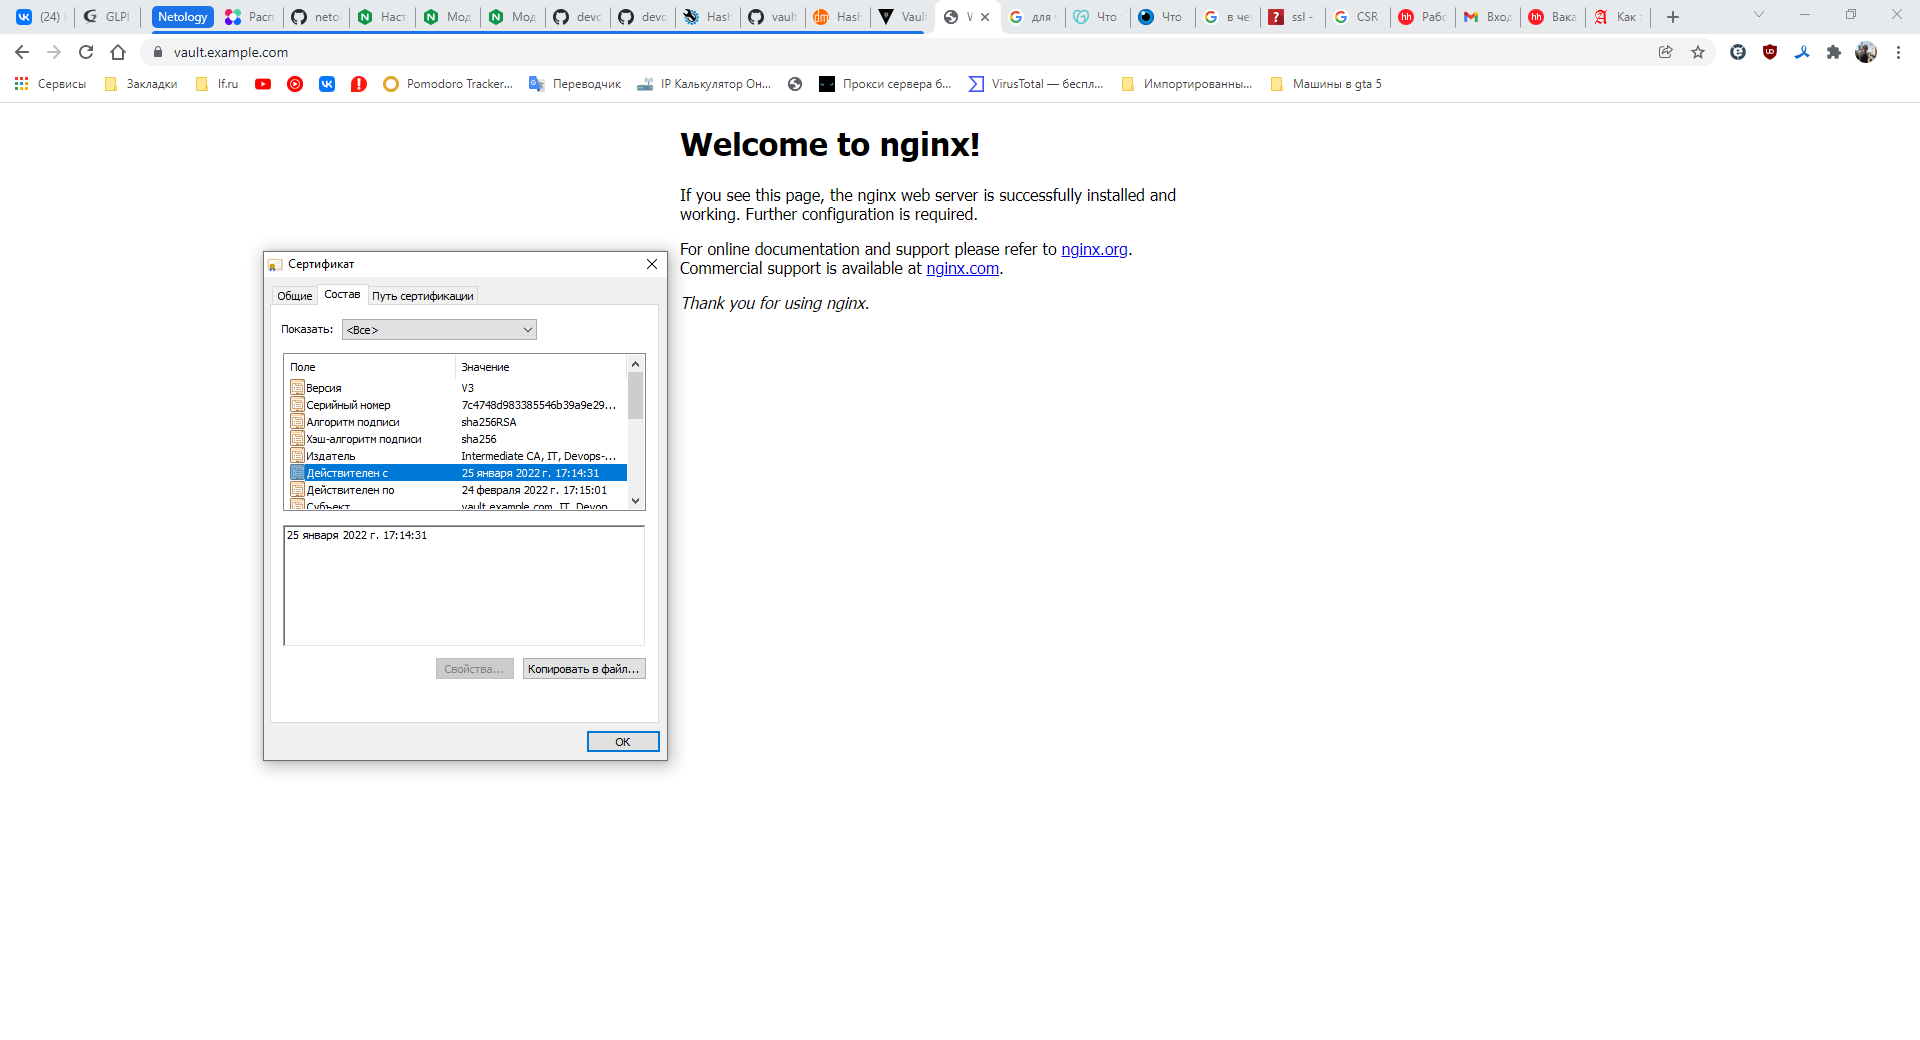 (24)
GLPI
Netology
Расп
netol
Наст
Мод
Мод
devo
devo
Hash
vault
Hash
Vault
W
для ч
Что т
Что
в че
ssl -
CSR
Рабо
Вход
Вака
Как з
vault.example.com
Сервисы
Закладки
lf.ru
Pomodoro Tracker...
Переводчик
IP Калькулятор Он...
Прокси сервера б...
VirusTotal — беспл...
Импортированны...
Машины в gta 5
Welcome to nginx!
If you see this page, the nginx web server is successfully installed and
working. Further configuration is required.
For online documentation and support please refer to nginx.org.
Commercial support is available at nginx.com.
Thank you for using nginx.
Сертификат
Общие Состав Путь сертификации
Показать: <Все>
Поле Значение
Версия V3
Серийный номер 7c4748d983385546b39a9e29...
Алгоритм подписи sha256RSA
Хэш-алгоритм подписи sha256
Издатель Intermediate CA, IT, Devops-...
Действителен с 25 января 2022 г. 17:14:31
Действителен по 24 февраля 2022 г. 17:15:01
Субъект vault.example.com, IT, Devop
25 января 2022 г. 17:14:31
Свойства... Копировать в файл...
ОК